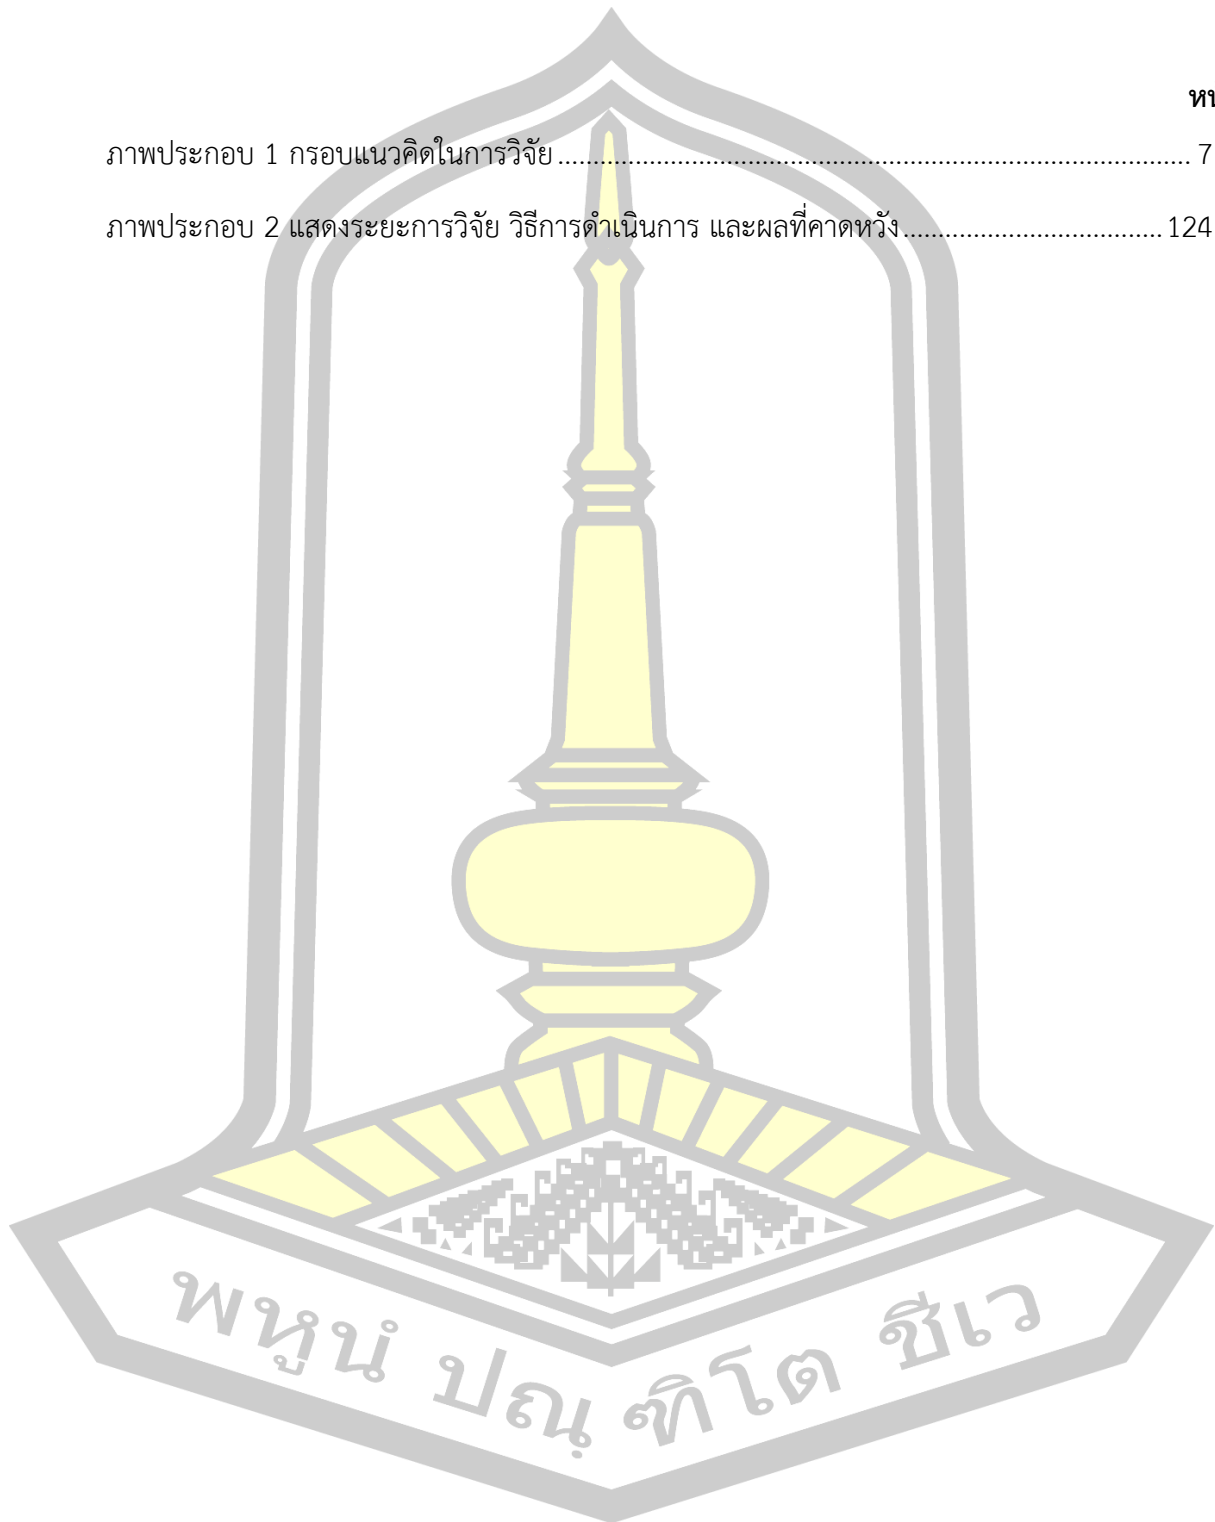 ภาพประกอบ 1 กรอบแนวคิดในการวิจัย.......................................................................................... 7
ภาพประกอบ 2 แสดงระยะการวิจัย วิธีการดำเนินการ และผลที่คาดหวัง..................................... 124
พหูนํ ปณฺฑิโต ชีเว